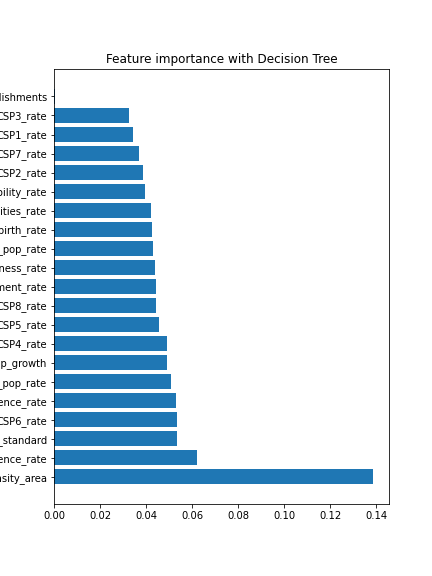 Feature importance with Decision Tree
lishments
CSP3_rate
CSP1_rate
CSP7_rate
CSP2_rate
bility_rate
ities_rate
birth_rate
_pop_rate
ness_rate
ment_rate
CSP8_rate
CSP5_rate
CSP4_rate
p_growth
_pop_rate
ence_rate
CSP6_rate
_standard
ence_rate
nsity_area
0.00 0.02 0.04 0.06 0.08 0.10 0.12 0.14